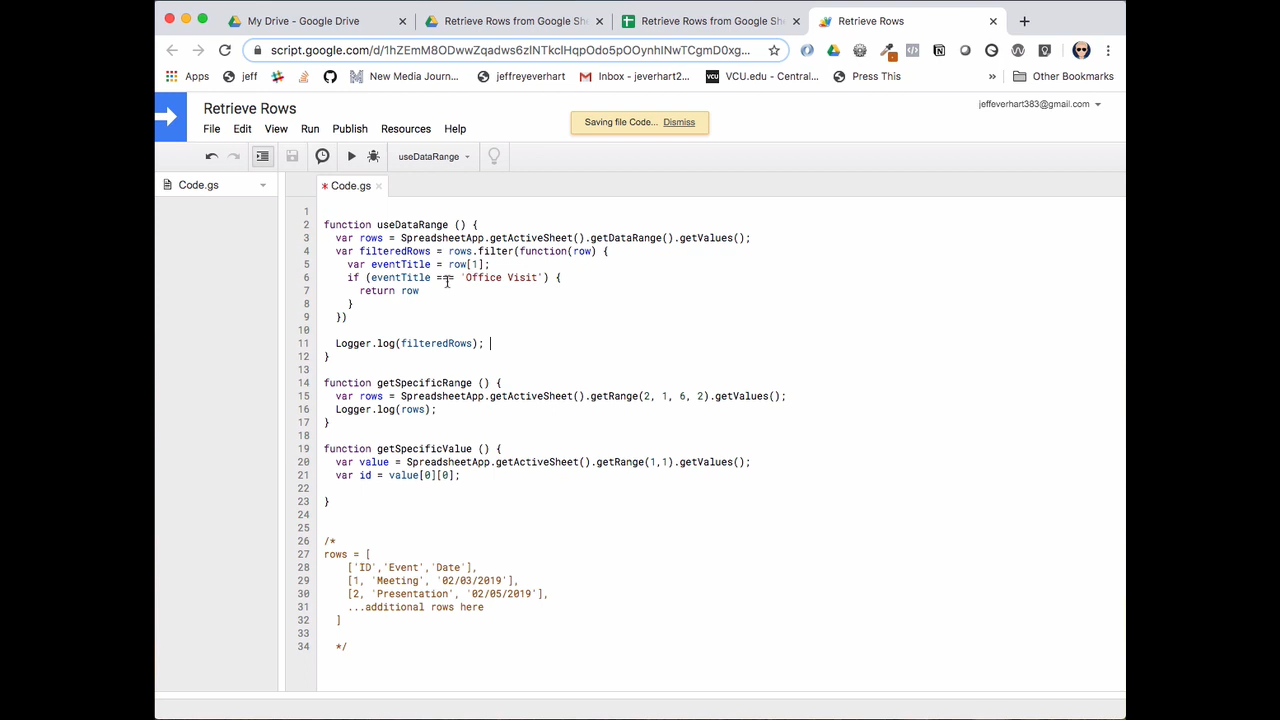 My Drive - Google Drive
Retrieve Rows from Google She
Retrieve Rows from Google She
Retrieve Rows
script.google.com/d/1hZEmM8ODwwZqadws6zINTkclHqpOdo5pOOynhlNwTCgmD0xg...
Apps
jeff
New Media Journ...
jeffreyeverhart
Inbox - jeverhart2...
VCU.edu - Central...
Press This
»
Other Bookmarks
Retrieve Rows
jeffeverhart383@gmail.com
File Edit View Run Publish Resources Help
Saving file Code... Dismiss
useDataRange
Code.gs
* Code.gs
1
2 function useDataRange () {
3 var rows = SpreadsheetApp.getActiveSheet().getDataRange().getValues();
4 var filteredRows = rows.filter(function(row) {
5 var eventTitle = row[1];
6 if (eventTitle === 'Office Visit') {
7 return row
8 }
9 })
10
11 Logger.log(filteredRows);
12 }
13
14 function getSpecificRange () {
15 var rows = SpreadsheetApp.getActiveSheet().getRange(2, 1, 6, 2).getValues();
16 Logger.log(rows);
17 }
18
19 function getSpecificValue () {
20 var value = SpreadsheetApp.getActiveSheet().getRange(1,1).getValues();
21 var id = value[0][0];
22
23 }
24
25
26 /*
27 rows = [
28 ['ID','Event','Date'],
29 [1, 'Meeting', '02/03/2019'],
30 [2, 'Presentation', '02/05/2019'],
31 ...additional rows here
32 ]
33
34 */